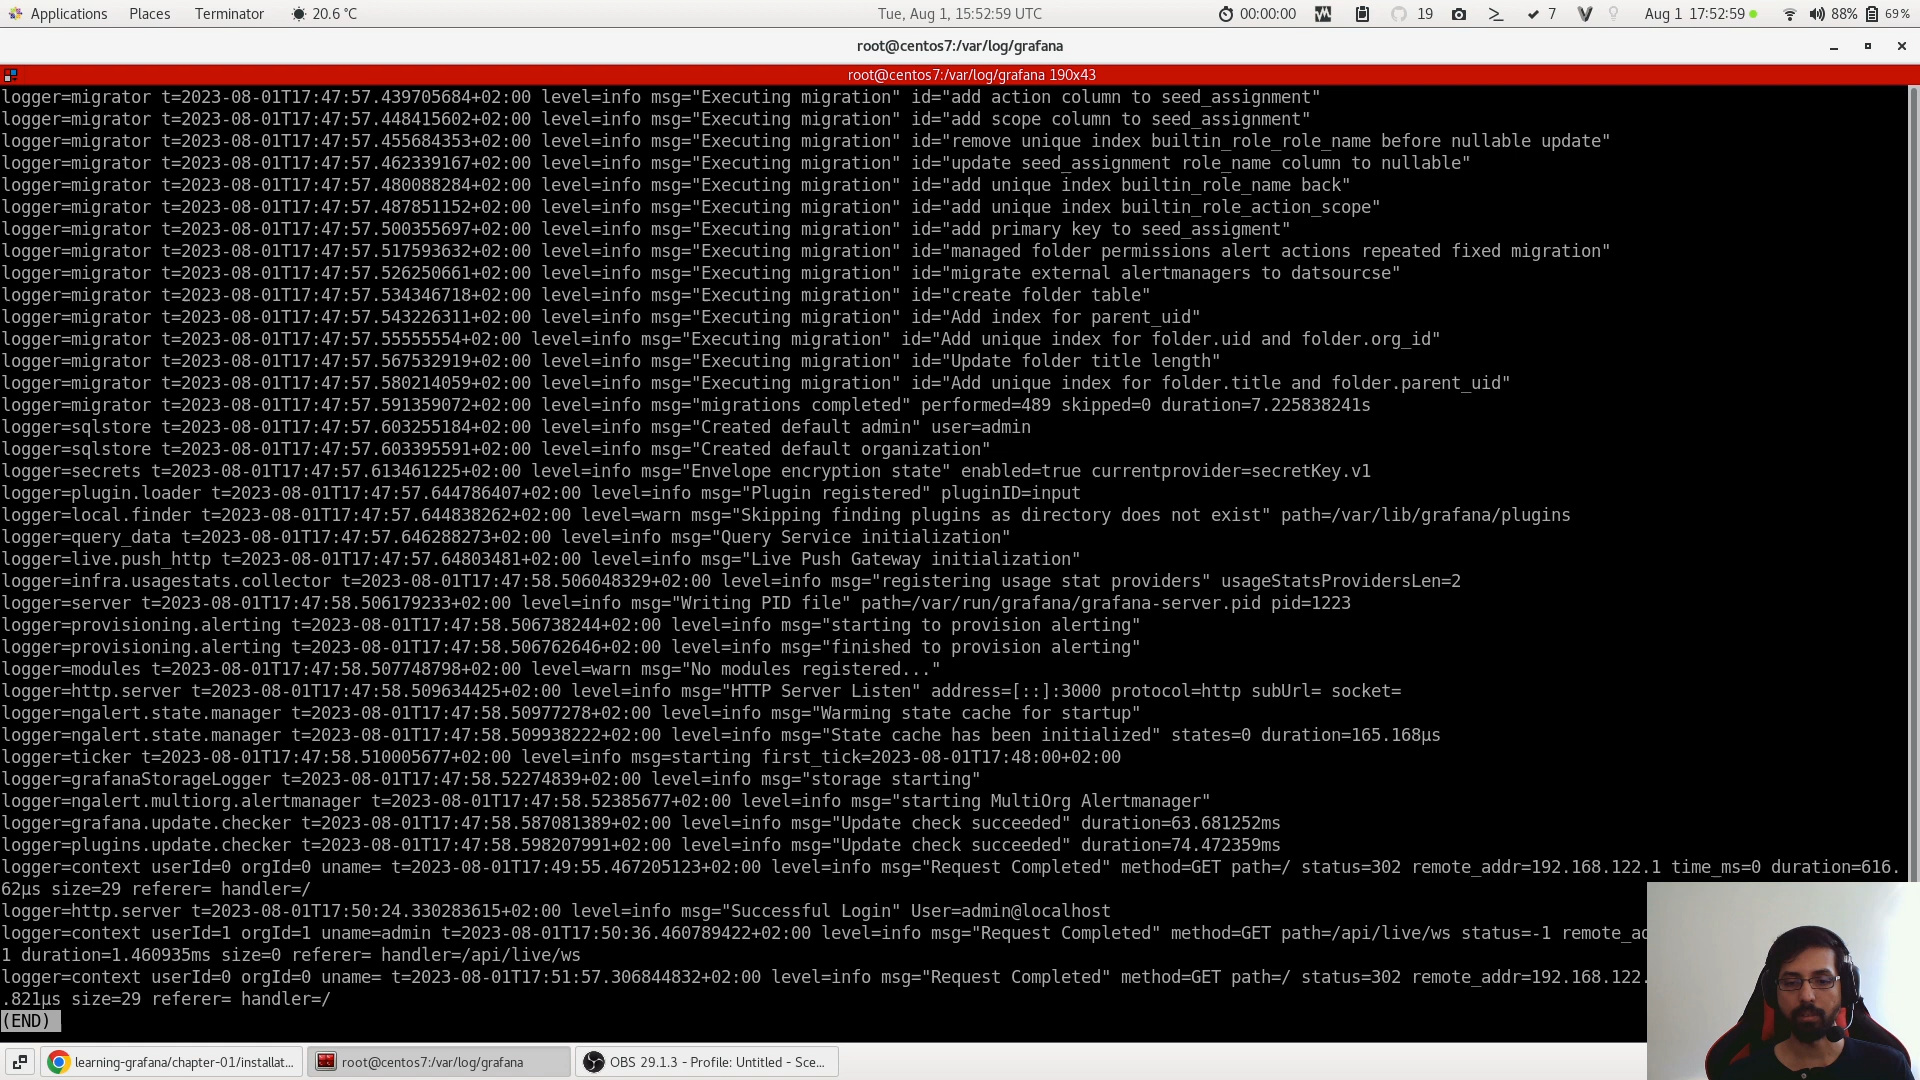 Applications Places Terminator 20.6 °C Tue, Aug 1, 15:52:59 UTC 00:00:00 19 7 Aug 1 17:52:59 88% 69%
root@centos7:/var/log/grafana
root@centos7:/var/log/grafana 190x43
logger=migrator t=2023-08-01T17:47:57.439705684+02:00 level=info msg="Executing migration" id="add action column to seed_assignment"
logger=migrator t=2023-08-01T17:47:57.448415602+02:00 level=info msg="Executing migration" id="add scope column to seed_assignment"
logger=migrator t=2023-08-01T17:47:57.455684353+02:00 level=info msg="Executing migration" id="remove unique index builtin_role_role_name before nullable update"
logger=migrator t=2023-08-01T17:47:57.462339167+02:00 level=info msg="Executing migration" id="update seed_assignment role_name column to nullable"
logger=migrator t=2023-08-01T17:47:57.480088284+02:00 level=info msg="Executing migration" id="add unique index builtin_role_name back"
logger=migrator t=2023-08-01T17:47:57.487851152+02:00 level=info msg="Executing migration" id="add unique index builtin_role_action_scope"
logger=migrator t=2023-08-01T17:47:57.500355697+02:00 level=info msg="Executing migration" id="add primary key to seed_assigment"
logger=migrator t=2023-08-01T17:47:57.517593632+02:00 level=info msg="Executing migration" id="managed folder permissions alert actions repeated fixed migration"
logger=migrator t=2023-08-01T17:47:57.526250661+02:00 level=info msg="Executing migration" id="migrate external alertmanagers to datsourcse"
logger=migrator t=2023-08-01T17:47:57.534346718+02:00 level=info msg="Executing migration" id="create folder table"
logger=migrator t=2023-08-01T17:47:57.543226311+02:00 level=info msg="Executing migration" id="Add index for parent_uid"
logger=migrator t=2023-08-01T17:47:57.55555554+02:00 level=info msg="Executing migration" id="Add unique index for folder.uid and folder.org_id"
logger=migrator t=2023-08-01T17:47:57.567532919+02:00 level=info msg="Executing migration" id="Update folder title length"
logger=migrator t=2023-08-01T17:47:57.580214059+02:00 level=info msg="Executing migration" id="Add unique index for folder.title and folder.parent_uid"
logger=migrator t=2023-08-01T17:47:57.591359072+02:00 level=info msg="migrations completed" performed=489 skipped=0 duration=7.225838241s
logger=sqlstore t=2023-08-01T17:47:57.603255184+02:00 level=info msg="Created default admin" user=admin
logger=sqlstore t=2023-08-01T17:47:57.603395591+02:00 level=info msg="Created default organization"
logger=secrets t=2023-08-01T17:47:57.613461225+02:00 level=info msg="Envelope encryption state" enabled=true currentprovider=secretKey.v1
logger=plugin.loader t=2023-08-01T17:47:57.644786407+02:00 level=info msg="Plugin registered" pluginID=input
logger=local.finder t=2023-08-01T17:47:57.644838262+02:00 level=warn msg="Skipping finding plugins as directory does not exist" path=/var/lib/grafana/plugins
logger=query_data t=2023-08-01T17:47:57.646288273+02:00 level=info msg="Query Service initialization"
logger=live.push_http t=2023-08-01T17:47:57.64803481+02:00 level=info msg="Live Push Gateway initialization"
logger=infra.usagestats.collector t=2023-08-01T17:47:58.506048329+02:00 level=info msg="registering usage stat providers" usageStatsProvidersLen=2
logger=server t=2023-08-01T17:47:58.506179233+02:00 level=info msg="Writing PID file" path=/var/run/grafana/grafana-server.pid pid=1223
logger=provisioning.alerting t=2023-08-01T17:47:58.506738244+02:00 level=info msg="starting to provision alerting"
logger=provisioning.alerting t=2023-08-01T17:47:58.506762646+02:00 level=info msg="finished to provision alerting"
logger=modules t=2023-08-01T17:47:58.507748798+02:00 level=warn msg="No modules registered..."
logger=http.server t=2023-08-01T17:47:58.509634425+02:00 level=info msg="HTTP Server Listen" address=[::]:3000 protocol=http subUrl= socket=
logger=ngalert.state.manager t=2023-08-01T17:47:58.50977278+02:00 level=info msg="Warming state cache for startup"
logger=ngalert.state.manager t=2023-08-01T17:47:58.509938222+02:00 level=info msg="State cache has been initialized" states=0 duration=165.168µs
logger=ticker t=2023-08-01T17:47:58.510005677+02:00 level=info msg=starting first_tick=2023-08-01T17:48:00+02:00
logger=grafanaStorageLogger t=2023-08-01T17:47:58.52274839+02:00 level=info msg="storage starting"
logger=ngalert.multiorg.alertmanager t=2023-08-01T17:47:58.52385677+02:00 level=info msg="starting MultiOrg Alertmanager"
logger=grafana.update.checker t=2023-08-01T17:47:58.587081389+02:00 level=info msg="Update check succeeded" duration=63.681252ms
logger=plugins.update.checker t=2023-08-01T17:47:58.598207991+02:00 level=info msg="Update check succeeded" duration=74.472359ms
logger=context userId=0 orgId=0 uname= t=2023-08-01T17:49:55.467205123+02:00 level=info msg="Request Completed" method=GET path=/ status=302 remote_addr=192.168.122.1 time_ms=0 duration=616.
62µs size=29 referer= handler=/
logger=http.server t=2023-08-01T17:50:24.330283615+02:00 level=info msg="Successful Login" User=admin@localhost
logger=context userId=1 orgId=1 uname=admin t=2023-08-01T17:50:36.460789422+02:00 level=info msg="Request Completed" method=GET path=/api/live/ws status=-1 remote_ad
1 duration=1.460935ms size=0 referer= handler=/api/live/ws
logger=context userId=0 orgId=0 uname= t=2023-08-01T17:51:57.306844832+02:00 level=info msg="Request Completed" method=GET path=/ status=302 remote_addr=192.168.122.
.821µs size=29 referer= handler=/
(END)
learning-grafana/chapter-01/installat... root@centos7:/var/log/grafana OBS 29.1.3 - Profile: Untitled - Sce...